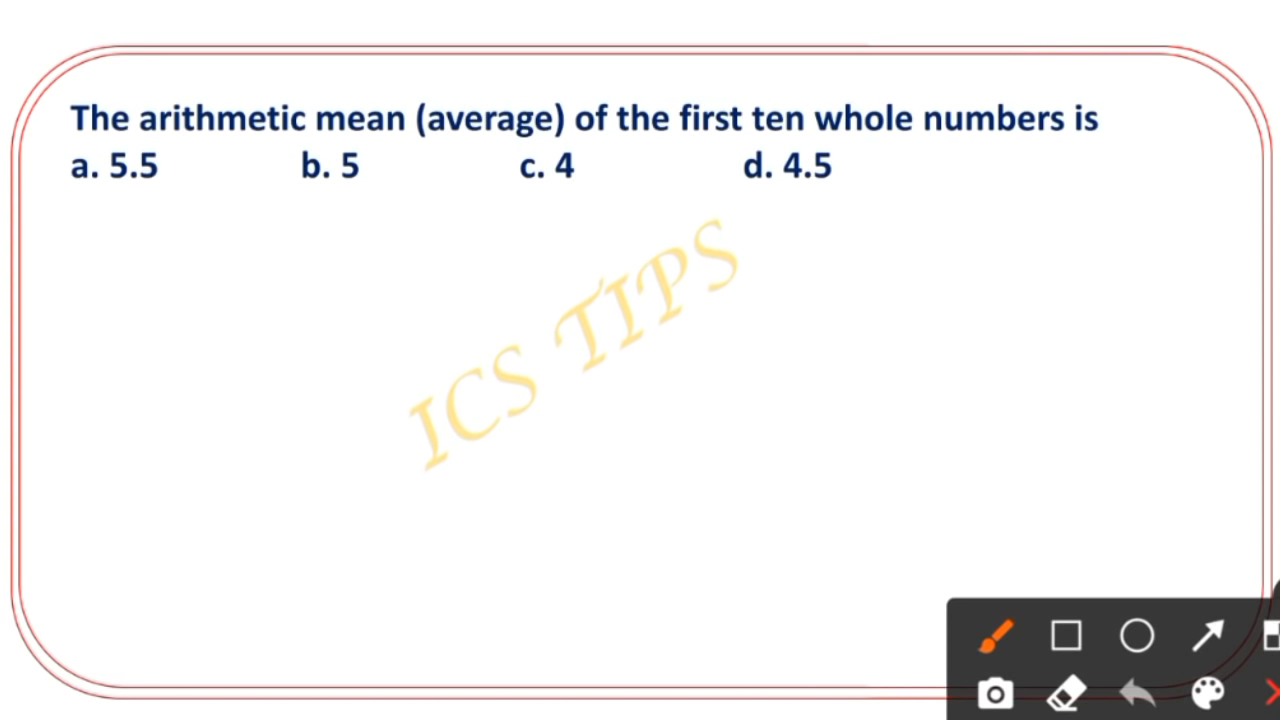 The arithmetic mean (average) of the first ten whole numbers is
a. 5.5 b. 5 c. 4 d. 4.5
ICS TIPS